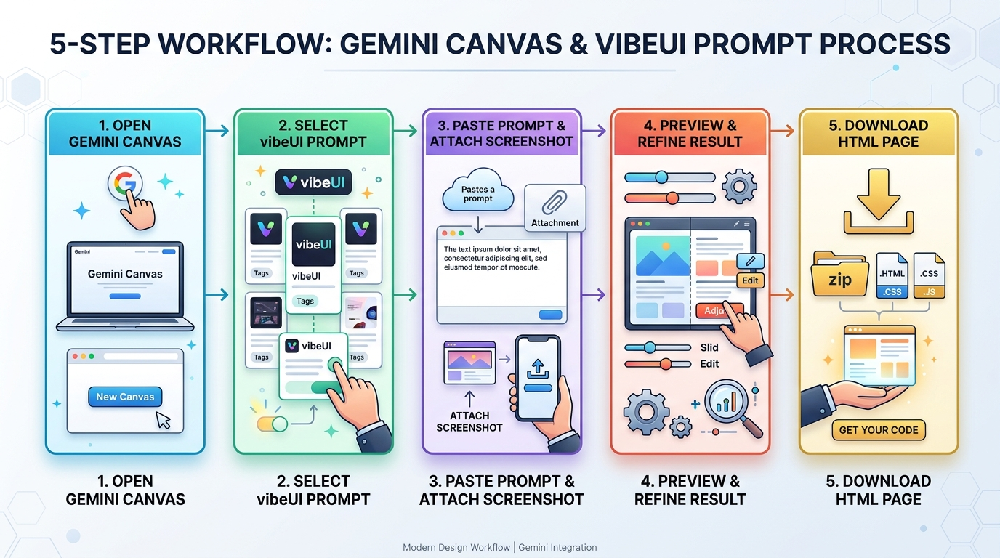 5-STEP WORKFLOW: GEMINI CANVAS & VIBEUI PROMPT PROCESS
1. OPEN
GEMINI CANVAS
G
Gemini
Gemini Canvas
New Canvas
2. SELECT
vibeUI PROMPT
vibeUI
vibeUI
vibeUI
Tags
Tags
Tags
vibeUI
Tags
Tags
3. PASTE PROMPT &
ATTACH SCREENSHOT
Pastes a
prompt
Attachment
The text ipsum dolor sit amet,
consectetur adipiscing elit, sed
eiusmod tempor ot moecute.
ATTACH
SCREENSHOT
4. PREVIEW &
REFINE RESULT
Edit
Adju
Slid
Edit
5. DOWNLOAD
HTML PAGE
zip
.HTML
.CSS
.CSS
.JS
GET YOUR CODE
1. OPEN
GEMINI CANVAS
2. SELECT
vibeUI PROMPT
3. PASTE PROMPT &
ATTACH SCREENSHOT
4. PREVIEW &
REFINE RESULT
5. DOWNLOAD
HTML PAGE
Modern Design Workflow | Gemini Integration